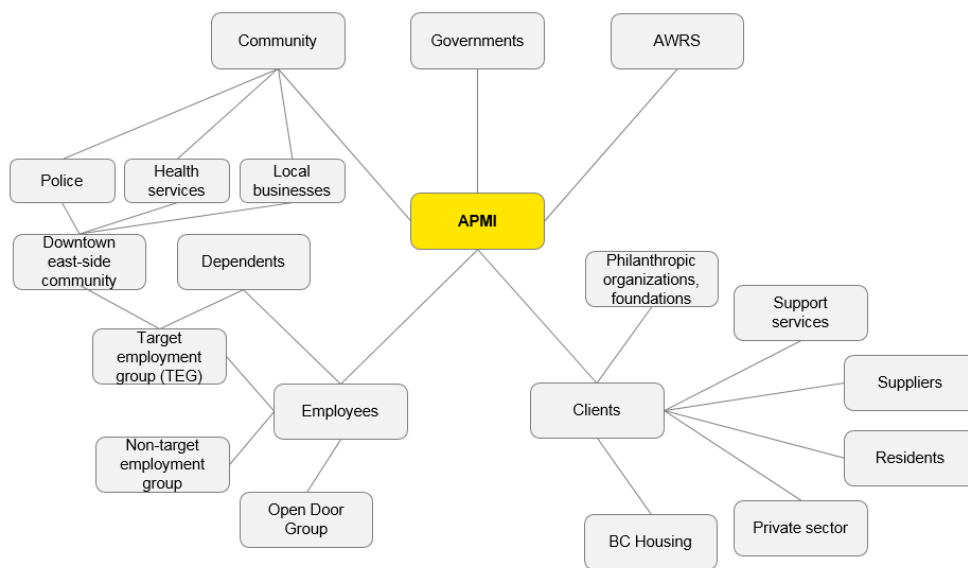 Community
Governments
AWRS
Police
Health
services
Local
businesses
APMI
Downtown
east-side
community
Dependents
Philanthropic
organizations,
foundations
Support
services
Target
employment
group (TEG)
Suppliers
Employees
Clients
Non-target
employment
group
Residents
Open Door
Group
BC Housing
Private sector